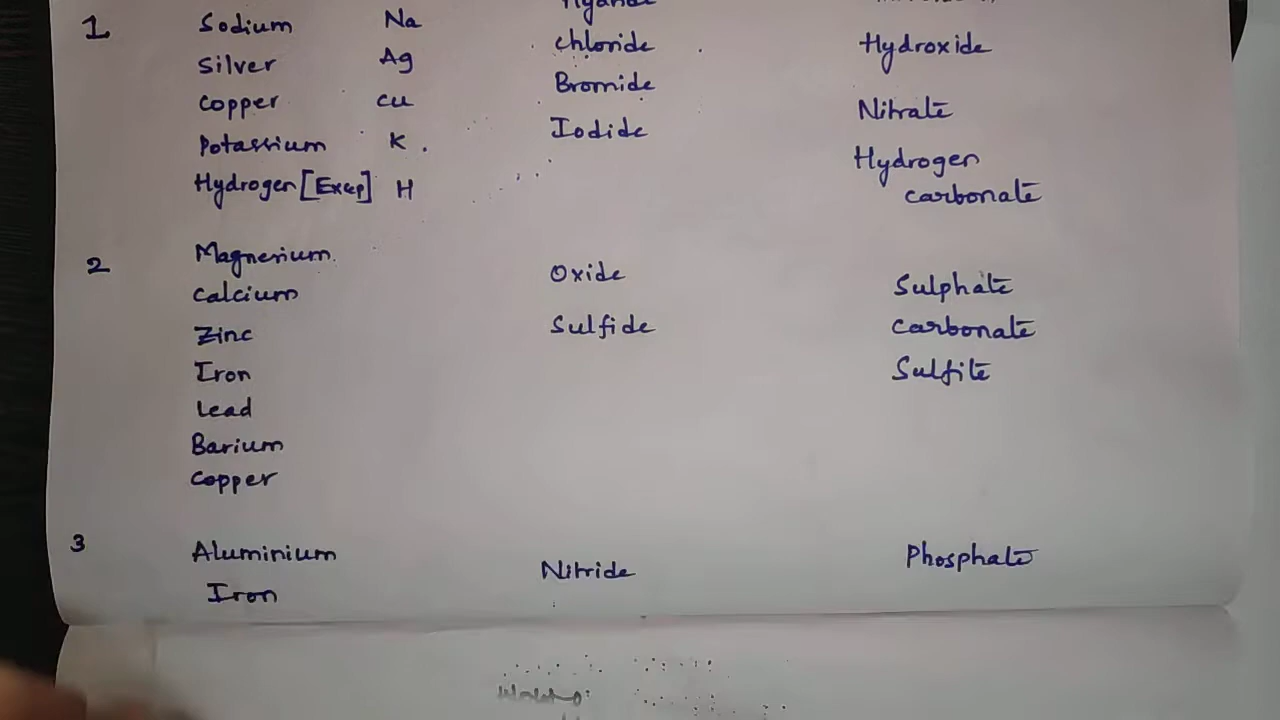 1 Sodium Na Chloride Hydroxide
Silver Ag Bromide
Copper Cu Iodide Nitrate
Potassium K . Hydrogen
Hydrogen [Excep] H carbonate
2 Magnesium Oxide Sulphate
Calcium
Zinc Sulfide Carbonate
Iron Sulfite
Lead
Barium
Copper
3 Aluminium Nitride Phosphate
Iron